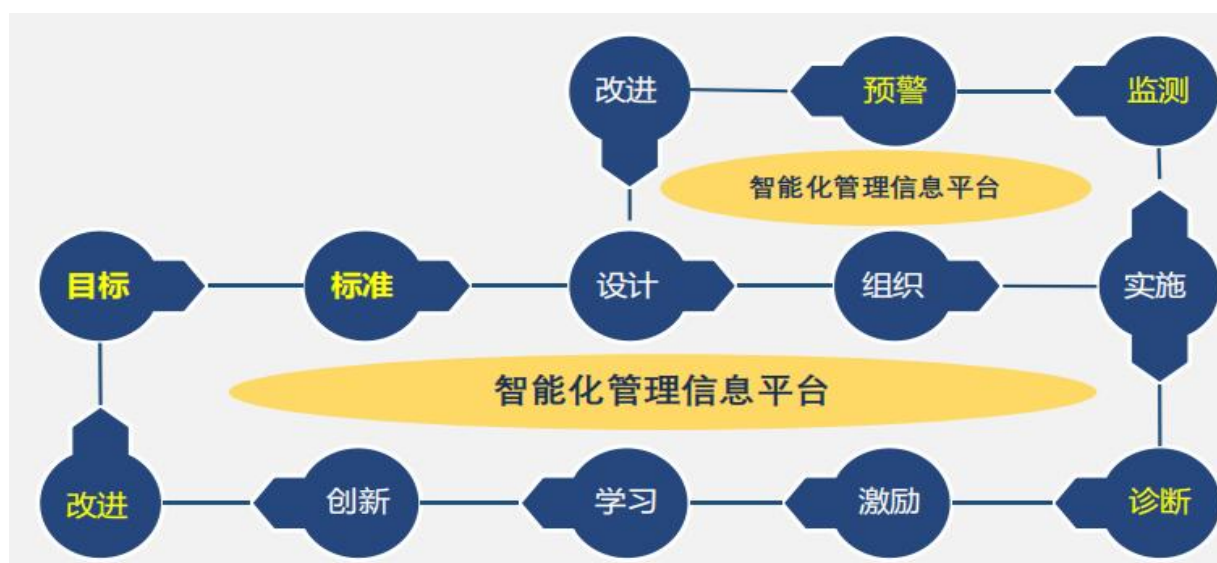 改进
预警
监测
智能化管理信息平台
目标
标准
设计
组织
实施
智能化管理信息平台
改进
创新
学习
激励
诊断